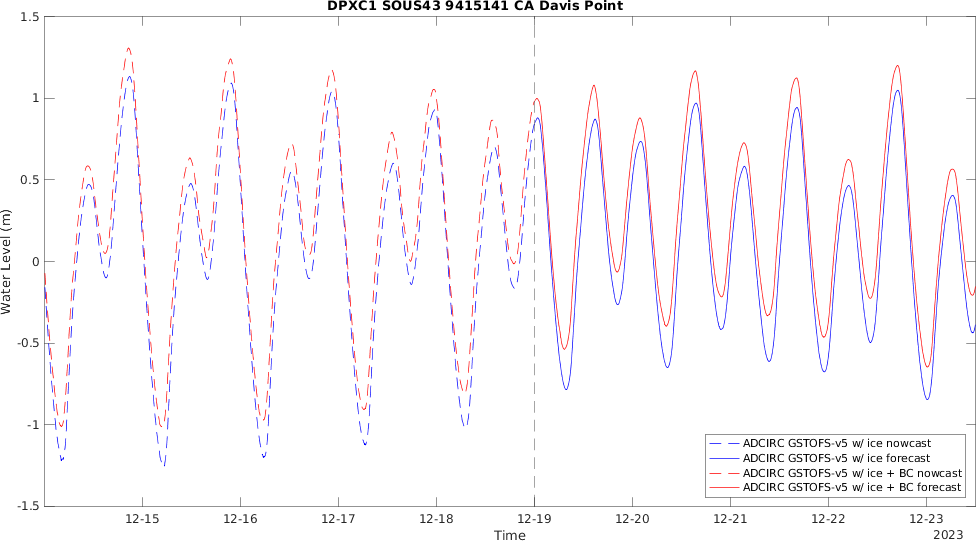 DPXC1 SOUS43 9415141 CA Davis Point
1.5
1
0.5
0
-0.5
-1
-1.5
Water Level (m)
12-15
12-16
12-17
12-18
12-19
12-20
12-21
12-22
12-23
Time
2023
ADCIRC GSTOFS-v5 w/ ice nowcast
ADCIRC GSTOFS-v5 w/ ice forecast
ADCIRC GSTOFS-v5 w/ ice + BC nowcast
ADCIRC GSTOFS-v5 w/ ice + BC forecast